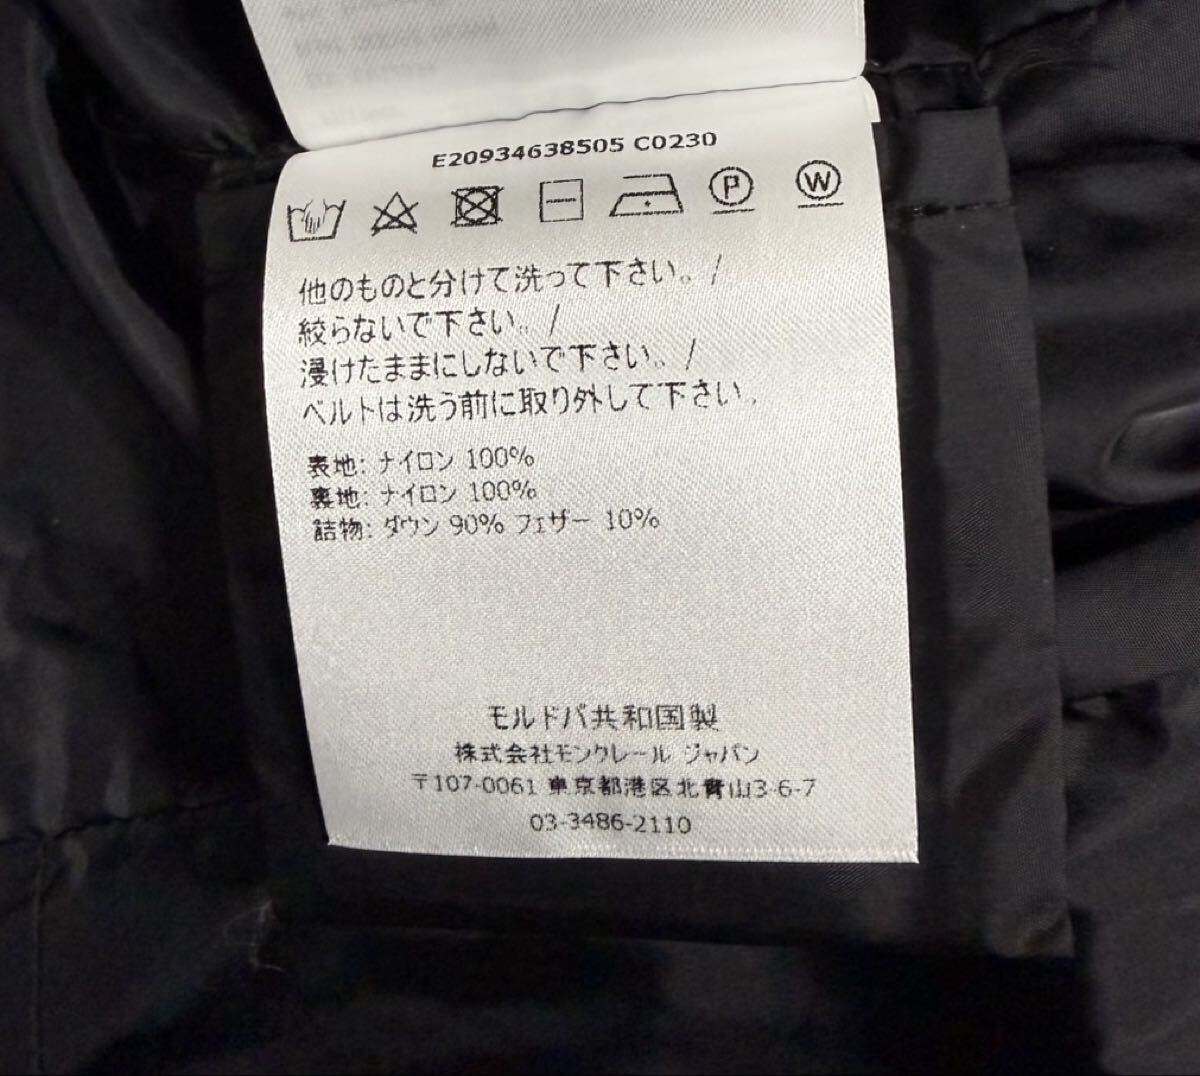 E20934638505 C0230
P W
他のものと分けて洗って下さい。/
絞らないで下さい。/
浸けたままにしないで下さい。/
ベルトは洗う前に取り外して下さい。
表地: ナイロン 100%
裏地: ナイロン 100%
詰物: ダウン 90% フェザー 10%
モルドバ共和国製
株式会社モンクレール ジャパン
〒107-0061 東京都港区北青山3-6-7
03-3486-2110